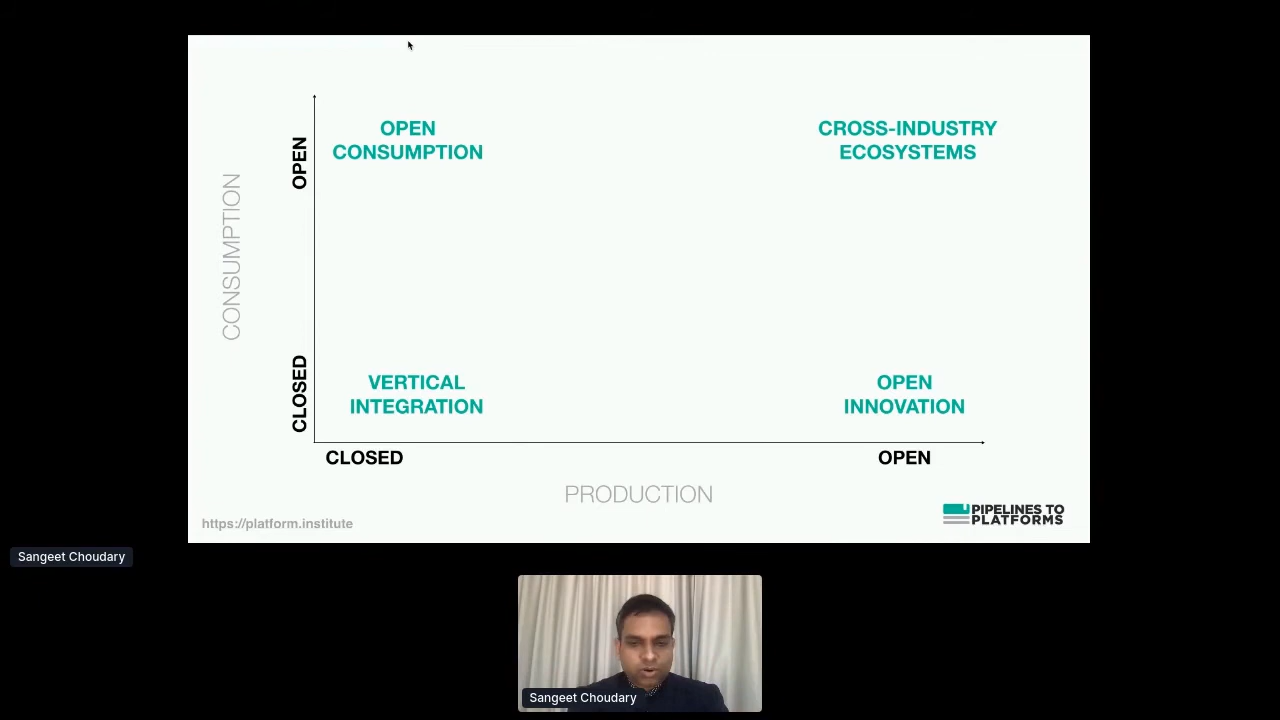 OPEN
CONSUMPTION
CROSS-INDUSTRY
ECOSYSTEMS
OPEN
CONSUMPTION
CLOSED
VERTICAL
INTEGRATION
OPEN
INNOVATION
CLOSED
OPEN
PRODUCTION
https://platform.institute
PIPELINES TO
PLATFORMS
Sangeet Choudary
Sangeet Choudary